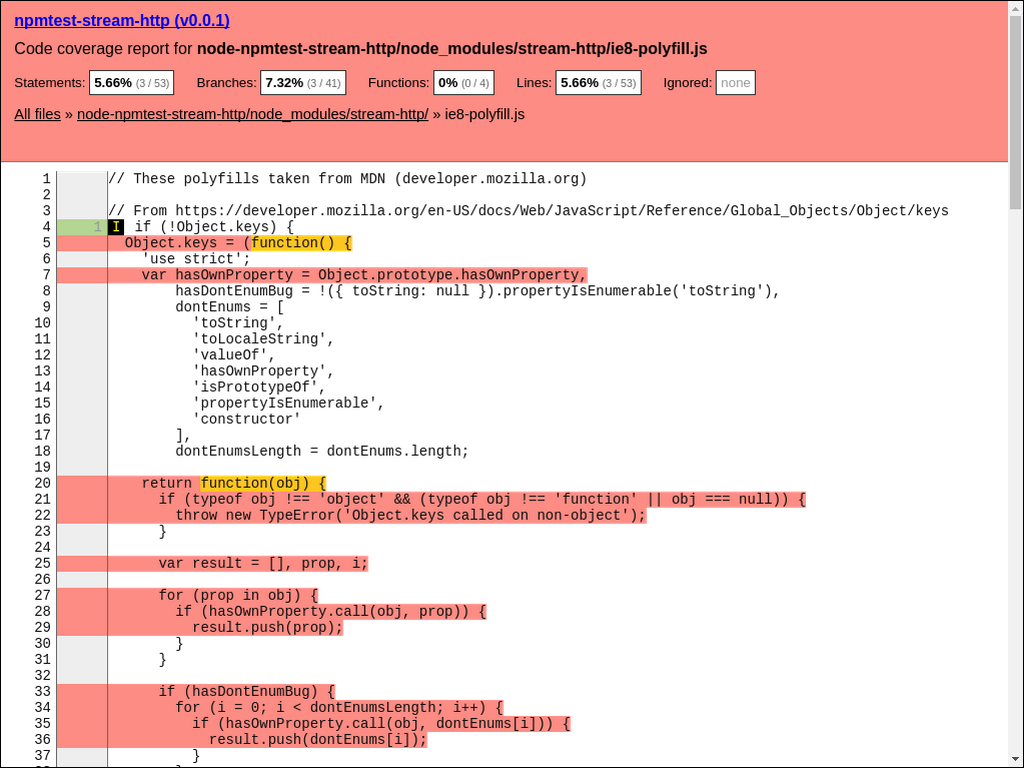 npmtest-stream-http (v0.0.1)
Code coverage report for node-npmtest-stream-http/node_modules/stream-http/ie8-polyfill.js
Statements: 5.66% (3 / 53) Branches: 7.32% (3 / 41) Functions: 0% (0 / 4) Lines: 5.66% (3 / 53) Ignored: none
All files » node-npmtest-stream-http/node_modules/stream-http/ » ie8-polyfill.js
1 // These polyfills taken from MDN (developer.mozilla.org)
2
3 // From https://developer.mozilla.org/en-US/docs/Web/JavaScript/Reference/Global_Objects/Object/keys
4 1 I if (!Object.keys) {
5   Object.keys = (function() {
6     'use strict';
7     var hasOwnProperty = Object.prototype.hasOwnProperty,
8         hasDontEnumBug = !({ toString: null }).propertyIsEnumerable('toString'),
9         dontEnums = [
10           'toString',
11           'toLocaleString',
12           'valueOf',
13           'hasOwnProperty',
14           'isPrototypeOf',
15           'propertyIsEnumerable',
16           'constructor'
17         ],
18         dontEnumsLength = dontEnums.length;
19
20     return function(obj) {
21       if (typeof obj !== 'object' && (typeof obj !== 'function' || obj === null)) {
22         throw new TypeError('Object.keys called on non-object');
23       }
24
25       var result = [], prop, i;
26
27       for (prop in obj) {
28         if (hasOwnProperty.call(obj, prop)) {
29           result.push(prop);
30         }
31       }
32
33       if (hasDontEnumBug) {
34         for (i = 0; i < dontEnumsLength; i++) {
35           if (hasOwnProperty.call(obj, dontEnums[i])) {
36             result.push(dontEnums[i]);
37           }